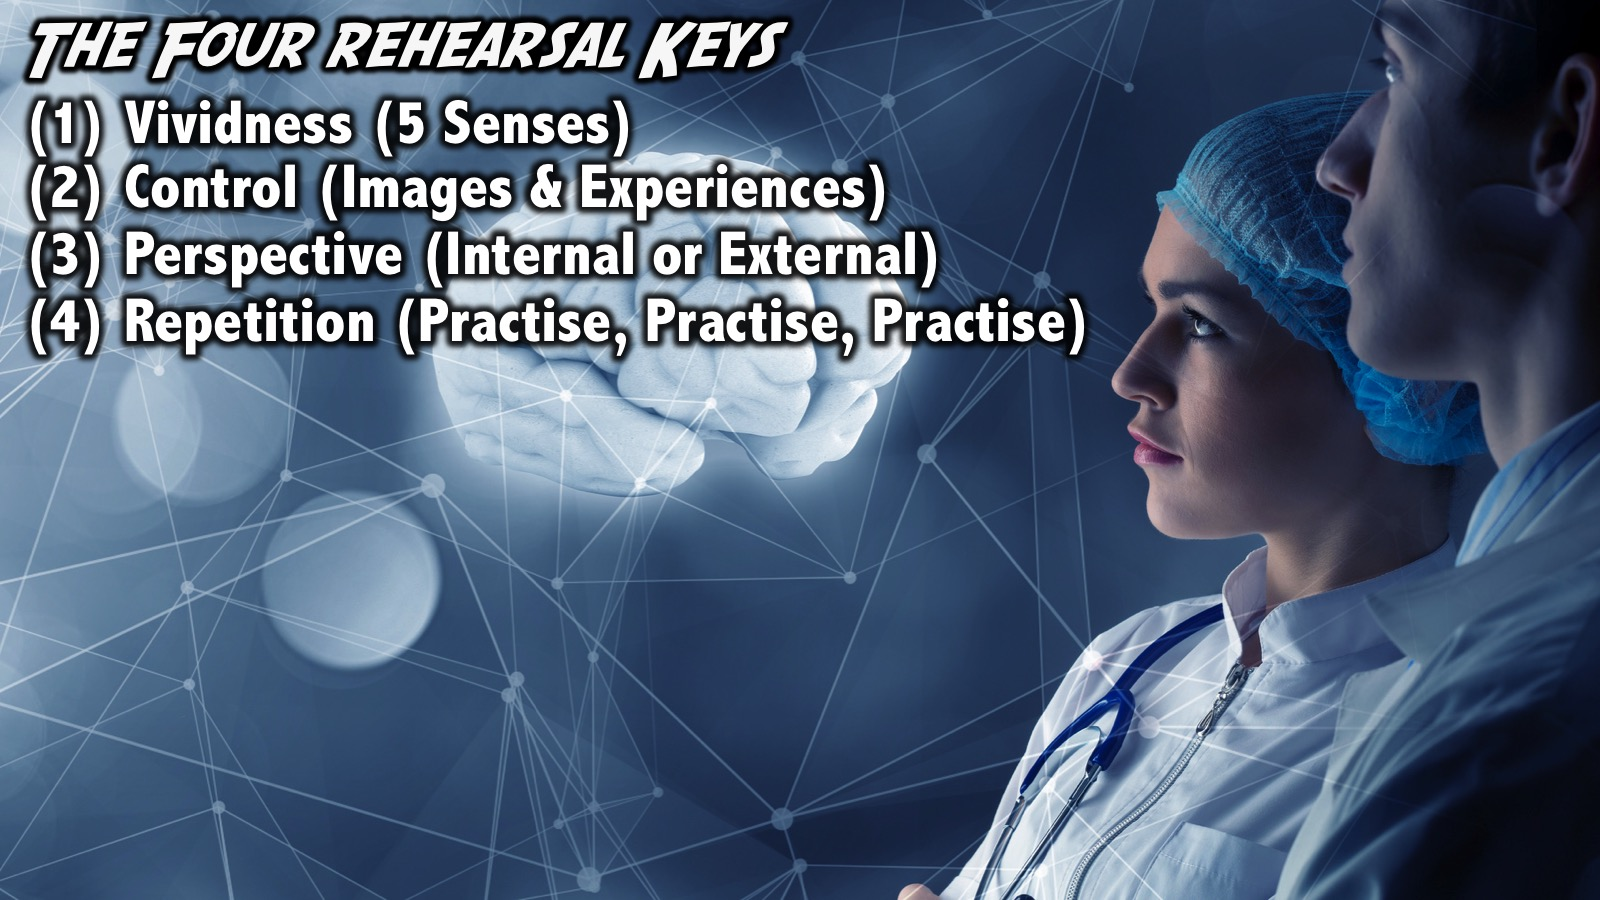 The Four Rehearsal Keys
(1) Vividness (5 Senses)
(2) Control (Images & Experiences)
(3) Perspective (Internal or External)
(4) Repetition (Practise, Practise, Practise)